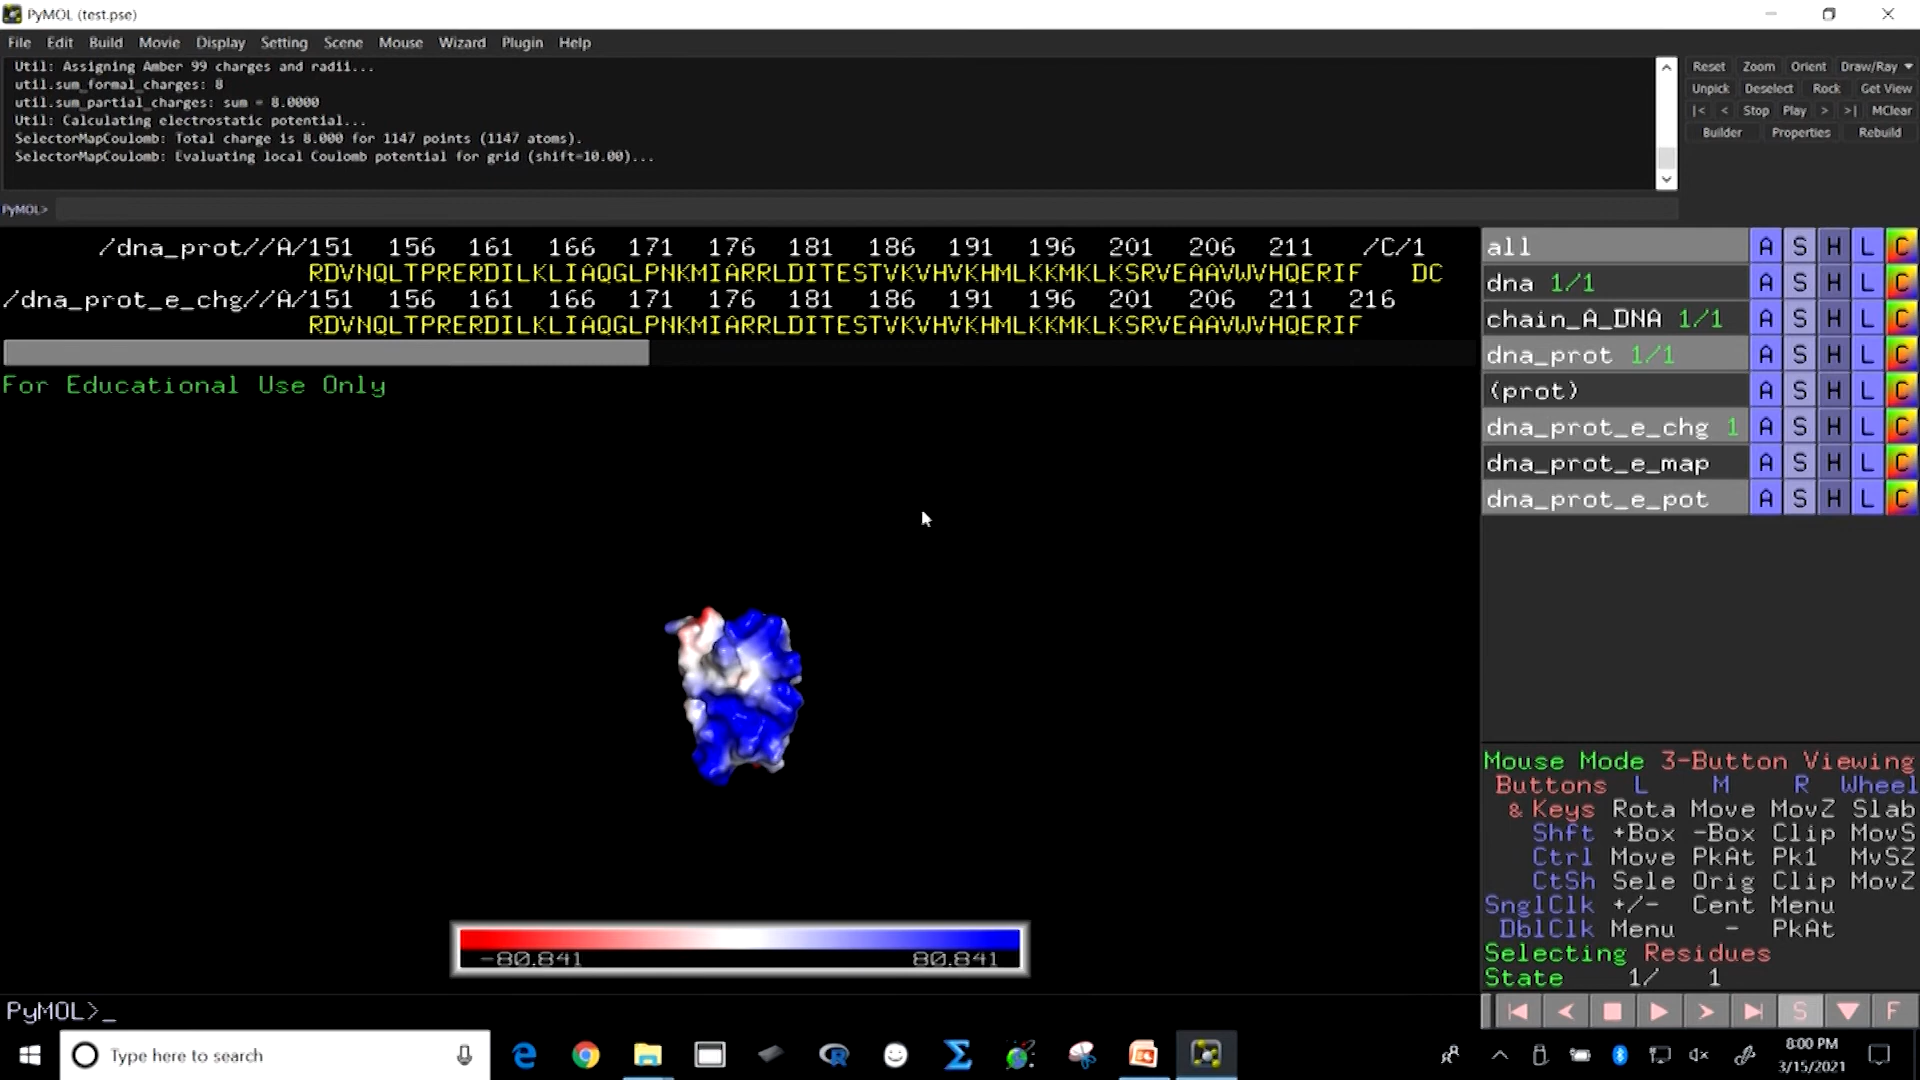 PyMOL (test.pse)
File Edit Build Movie Display Setting Scene Mouse Wizard Plugin Help
Util: Assigning Amber 99 charges and radii...
util.sum_formal_charges: 8
util.sum_partial_charges: sum = 8.0000
Util: Calculating electrostatic potential...
SelectorMapCoulomb: Total charge is 8.000 for 1147 points (1147 atoms).
SelectorMapCoulomb: Evaluating local Coulomb potential for grid (shift=10.00)...
Reset Zoom Orient Draw/Ray
Unpick Deselect Rock Get View
|< < Stop Play > >| MClear
Builder Properties Rebuild
PyMOL>
/dna_prot//A/151 156 161 166 171 176 181 186 191 196 201 206 211 /C/1
RDVNQLTPRERDILKLIAQGLPNKMIARRLDITESTVKVHVKHMLKKMKLKSRVEAAVWVHQERIF DC
/dna_prot_e_chg//A/151 156 161 166 171 176 181 186 191 196 201 206 211 216
RDVNQLTPRERDILKLIAQGLPNKMIARRLDITESTVKVHVKHMLKKMKLKSRVEAAVWVHQERIF
For Educational Use Only
all A S H L C
dna 1/1 A S H L C
chain_A_DNA 1/1 A S H L C
dna_prot 1/1 A S H L C
(prot) A S H L C
dna_prot_e_chg 1 A S H L C
dna_prot_e_map A S H L C
dna_prot_e_pot A S H L C
-80.841 80.841
Mouse Mode 3-Button Viewing
Buttons L M R Wheel
& Keys Rota Move MovZ Slab
Shft +Box -Box Clip MovS
Ctrl Move PkAt Pk1 MvSZ
CtSh Sele Orig Clip MovZ
SnglClk +/- Cent Menu
DblClk Menu - PkAt
Selecting Residues
State 1/ 1
PyMOL>_
S F
Type here to search
8:00 PM
3/15/2021